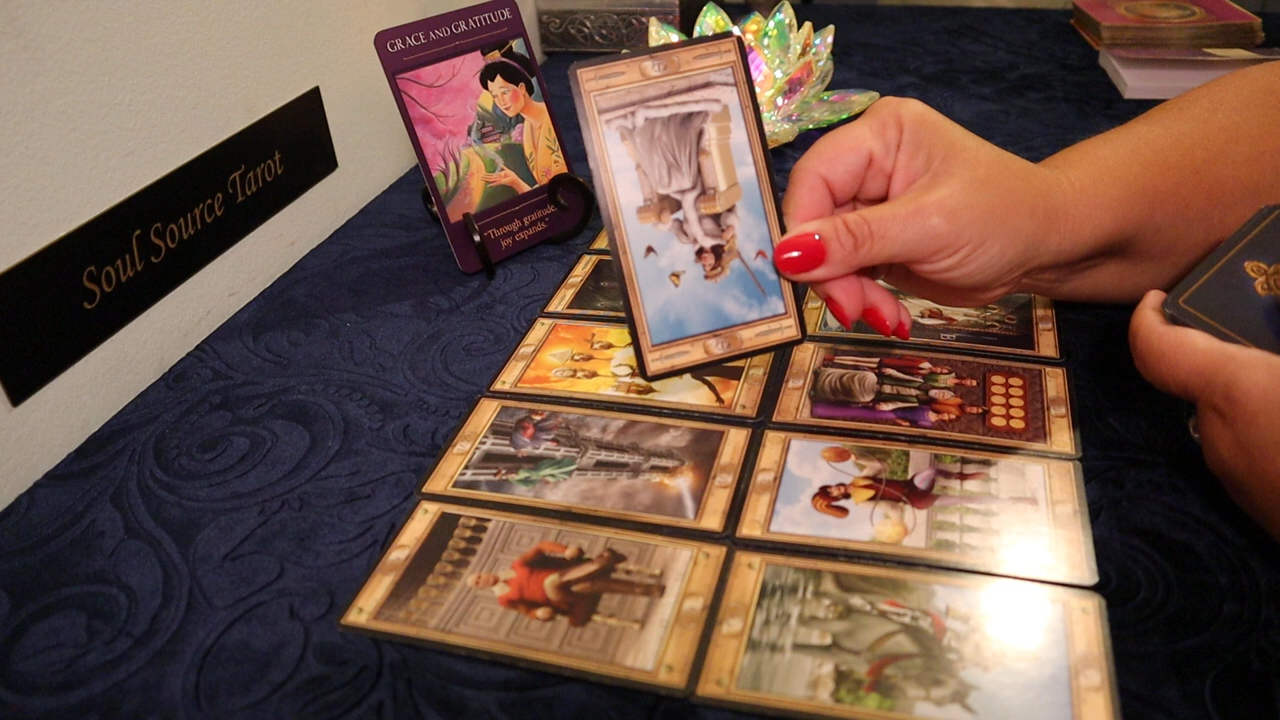 GRACE AND GRATITUDE
"Through gratitude,
joy expands."
Soul Source Tarot